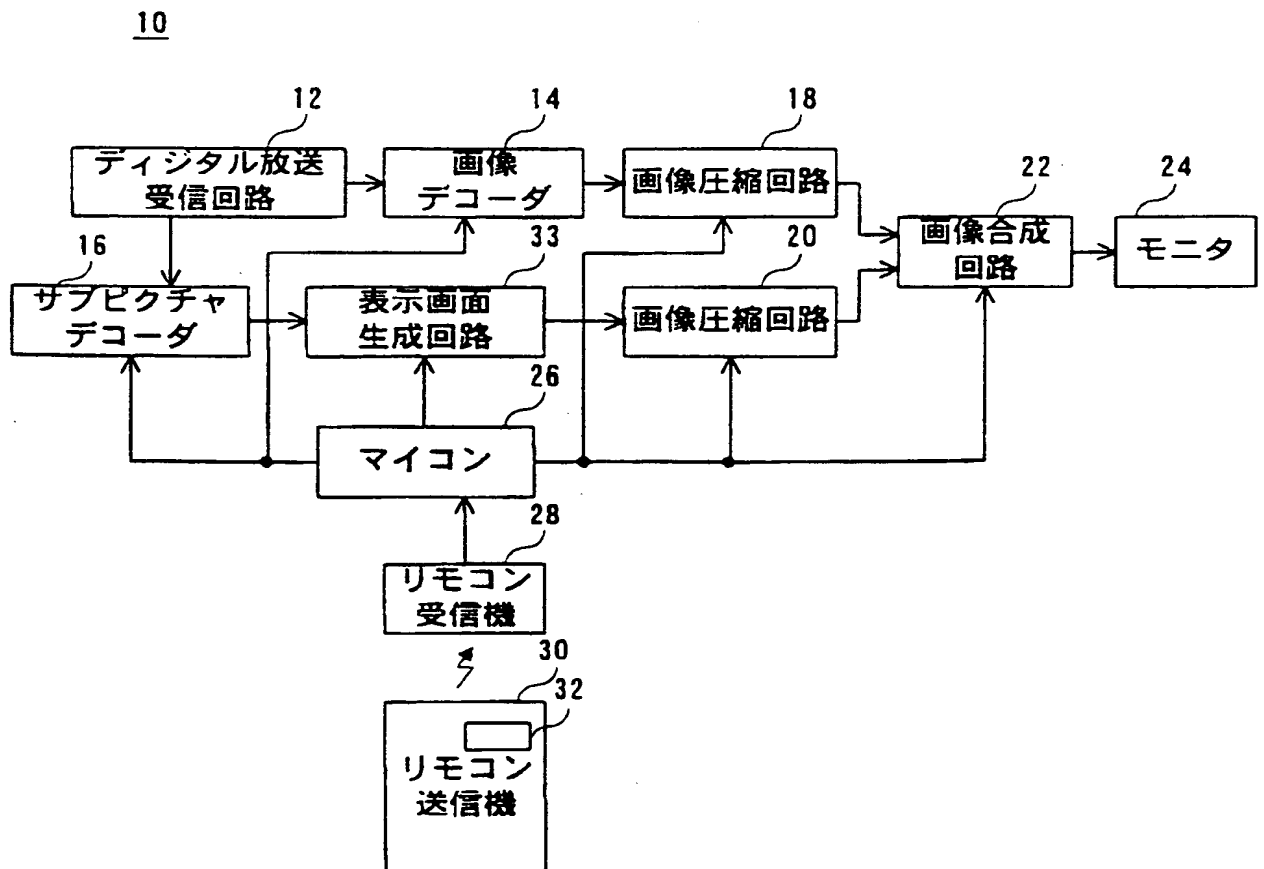 10
12
14
18
ディジタル放送
受信回路
画像
デコーダ
画像圧縮回路
22
24
画像合成
回路
モニタ
16
33
20
サブピクチャ
デコーダ
表示画面
生成回路
画像圧縮回路
26
マイコン
28
リモコン
受信機
30
32
リモコン
送信機